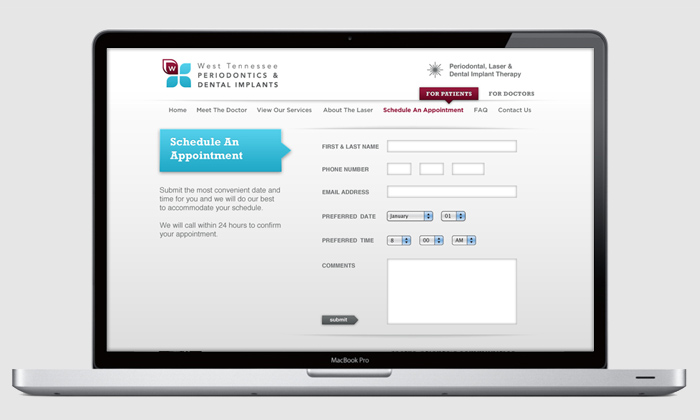 West Tennessee
PERIODONTICS &
DENTAL IMPLANTS
W
Periodontal, Laser &
Dental Implant Therapy
FOR PATIENTS FOR DOCTORS
Home Meet The Doctor View Our Services About The Laser Schedule An Appointment FAQ Contact Us
Schedule An
Appointment
Submit the most convenient date and
time for you and we will do our best
to accommodate your schedule.
We will call within 24 hours to confirm
your appointment.
FIRST & LAST NAME
PHONE NUMBER
EMAIL ADDRESS
PREFERRED DATE January 01
PREFERRED TIME 8 00 AM
COMMENTS
submit
MacBook Pro